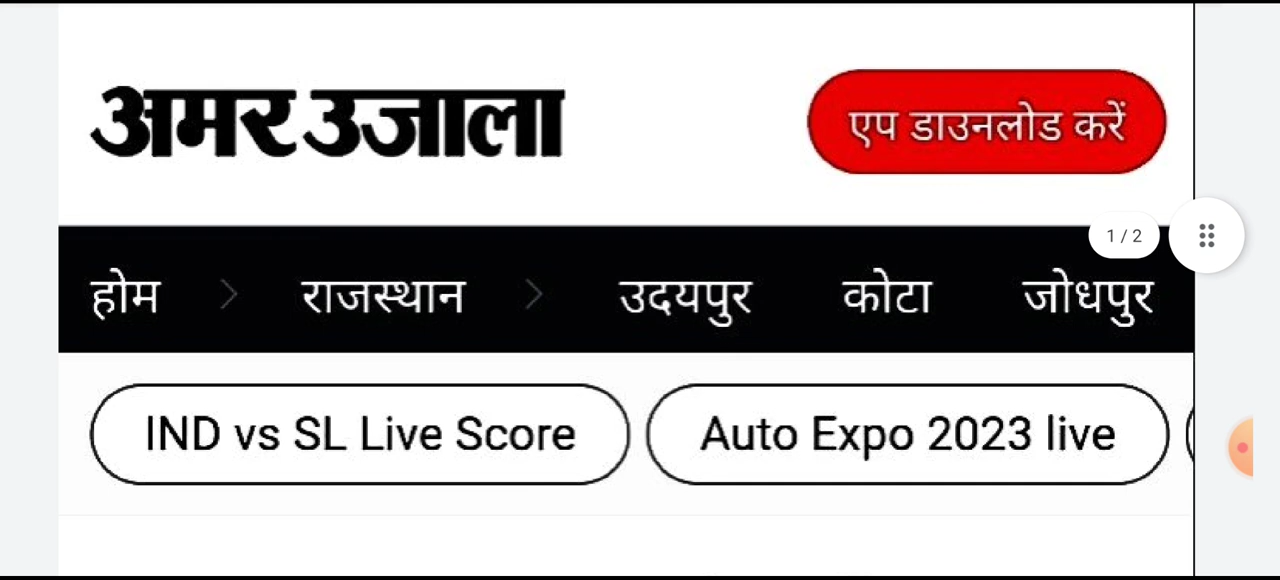 अमर उजाला
एप डाउनलोड करें
1 / 2
होम > राजस्थान > उदयपुर कोटा जोधपुर
IND vs SL Live Score
Auto Expo 2023 live